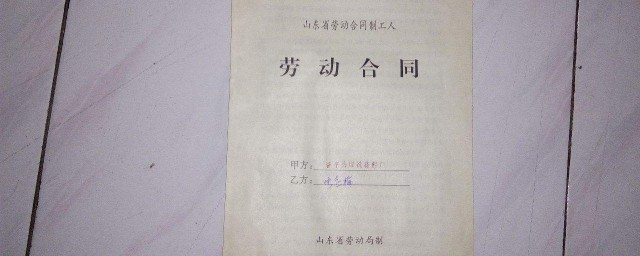 山东省劳动合同制工人
劳动合同
甲方：
乙方：
山东省劳动局制